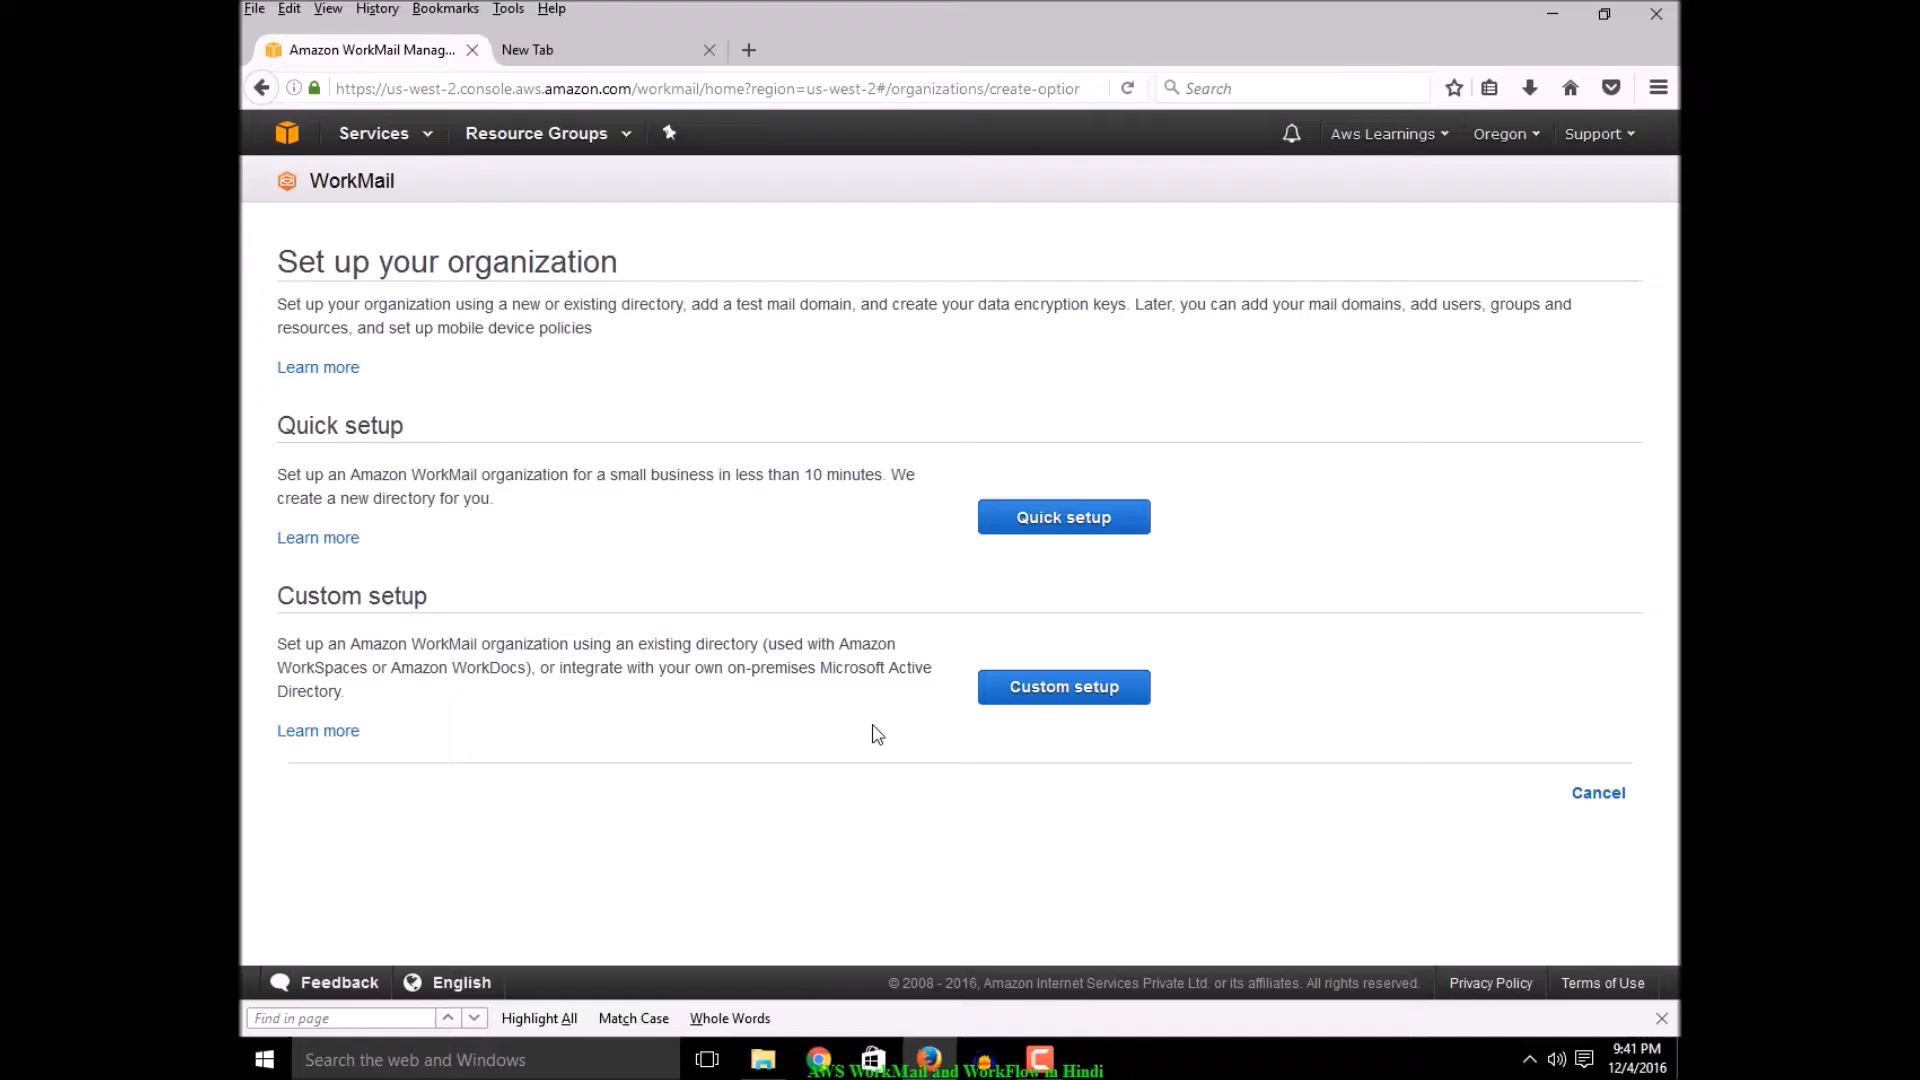 File Edit View History Bookmarks Tools Help
Amazon WorkMail Manag... New Tab
https://us-west-2.console.aws.amazon.com/workmail/home?region=us-west-2#/organizations/create-optior Search
Services Resource Groups Aws Learnings Oregon Support
WorkMail
Set up your organization
Set up your organization using a new or existing directory, add a test mail domain, and create your data encryption keys. Later, you can add your mail domains, add users, groups and
resources, and set up mobile device policies
Learn more
Quick setup
Set up an Amazon WorkMail organization for a small business in less than 10 minutes. We
create a new directory for you.
Quick setup
Learn more
Custom setup
Set up an Amazon WorkMail organization using an existing directory (used with Amazon
WorkSpaces or Amazon WorkDocs), or integrate with your own on-premises Microsoft Active
Directory.
Custom setup
Learn more
Cancel
Feedback English © 2008 - 2016, Amazon Internet Services Private Ltd. or its affiliates. All rights reserved. Privacy Policy Terms of Use
Find in page Highlight All Match Case Whole Words
Search the web and Windows
9:41 PM
12/4/2016
AWS WorkMail and WorkFlow in Hindi